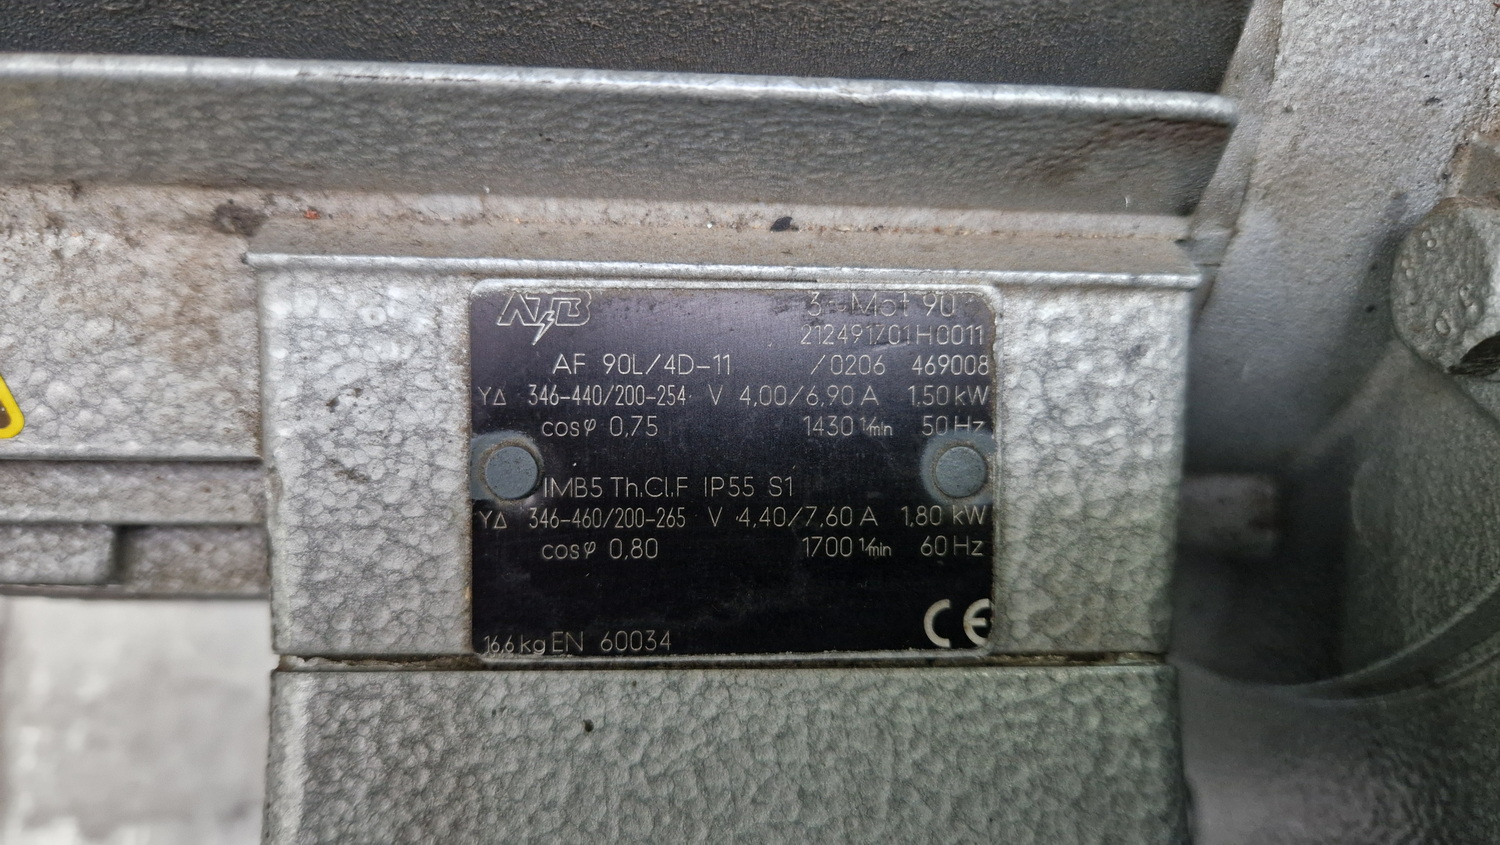 ATB 3~Mot 90
212491701H0011
AF 90L/4D-11 /0206 469008
YΔ 346-440/200-254 V 4,00/6,90 A 1,50 kW
cosφ 0,75 1430 1/min 50 Hz
IMB5 Th.Cl.F IP55 S1
YΔ 346-460/200-265 V 4,40/7,60 A 1,80 kW
cosφ 0,80 1700 1/min 60 Hz
CE
16,6 kg EN 60034